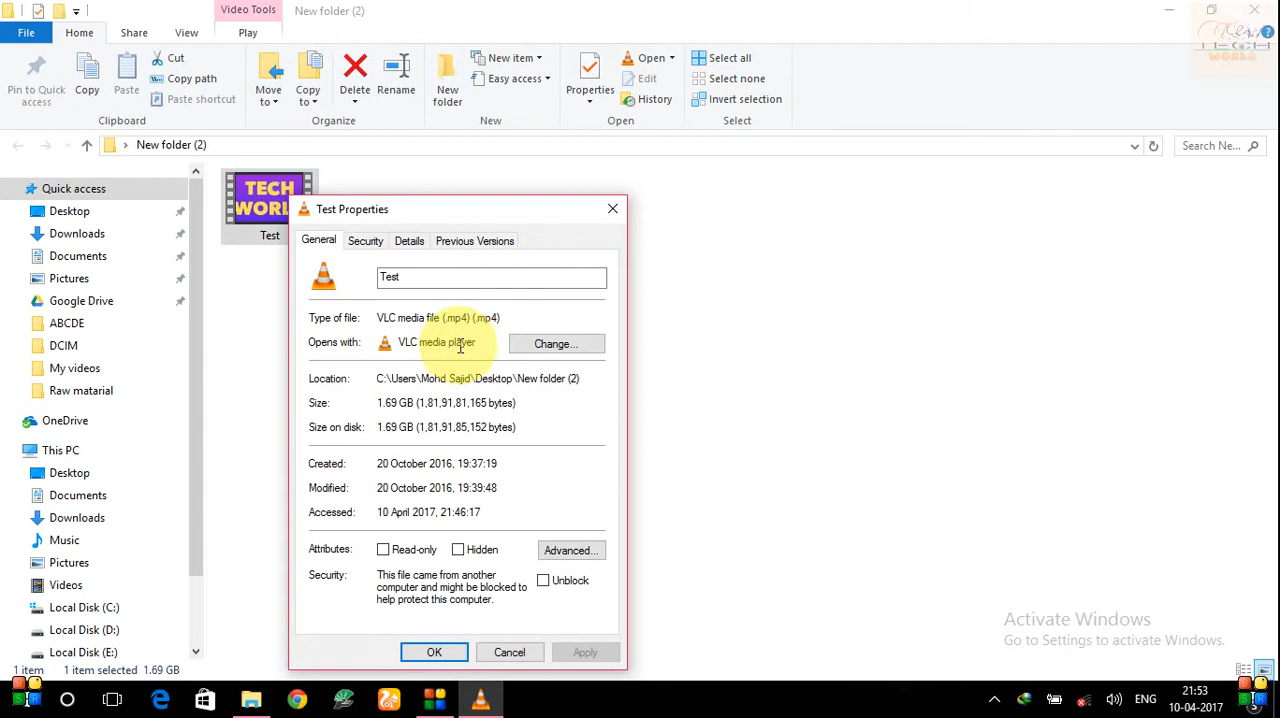 Video Tools
New folder (2)
File
Home
Share
View
Play
Pin to Quick access
Copy
Paste
Cut
Copy path
Paste shortcut
Clipboard
Move to
Copy to
Delete
Rename
Organize
New folder
New item
Easy access
New
Properties
Open
Edit
History
Open
Select all
Select none
Invert selection
Select
TECH
WORLD
New folder (2)
Search Ne...
Quick access
Desktop
Downloads
Documents
Pictures
Google Drive
ABCDE
DCIM
My videos
Raw matarial
OneDrive
This PC
Desktop
Documents
Downloads
Music
Pictures
Videos
Local Disk (C:)
Local Disk (D:)
Local Disk (E:)
TECH
WORL
Test
Test Properties
General
Security
Details
Previous Versions
Test
Type of file: VLC media file (.mp4) (.mp4)
Opens with: VLC media player
Change...
Location: C:\Users\Mohd Sajid\Desktop\New folder (2)
Size: 1.69 GB (1,81,91,81,165 bytes)
Size on disk: 1.69 GB (1,81,91,85,152 bytes)
Created: 20 October 2016, 19:37:19
Modified: 20 October 2016, 19:39:48
Accessed: 10 April 2017, 21:46:17
Attributes: Read-only Hidden Advanced...
Security: This file came from another
computer and might be blocked to
help protect this computer.
Unblock
OK
Cancel
Apply
Activate Windows
Go to Settings to activate Windows.
1 item 1 item selected 1.69 GB
ENG
21:53
10-04-2017